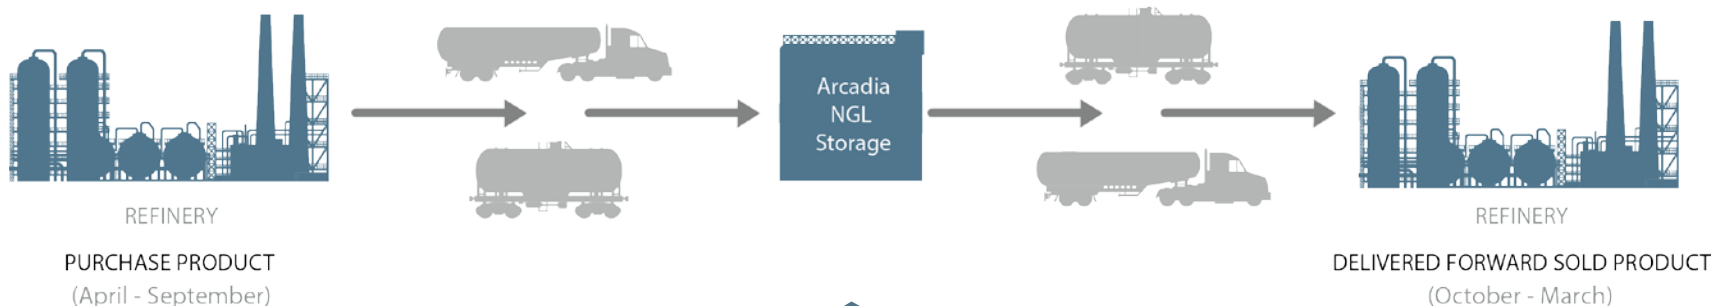 Arcadia
NGL
Storage
REFINERY
PURCHASE PRODUCT
(April - September)
REFINERY
DELIVERED FORWARD SOLD PRODUCT
(October - March)